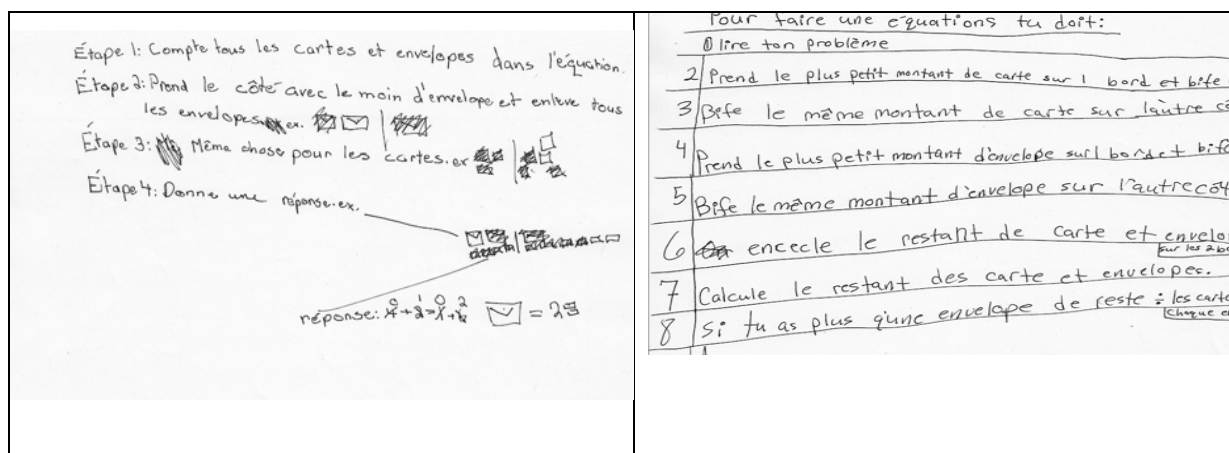 Étape 1: Compte tous les cartes et envelopes dans l'équation.
Étape 2: Prend le côté avec le moin d'envelope et enlève tous
les envelopes ex.
Étape 3: Même chose pour les cartes. ex
Étape 4: Donne une réponse. ex.
réponse: = 2
Pour faire une équations tu doit:
① lire ton problème
2 Prend le plus petit montant de carte sur 1 bord et bife
3 Bife le même montant de carte sur l'autre co
4 Prend le plus petit montant d'envelope sur 1 bord et bife
5 Bife le même montant d'envelope sur l'autre côt
6 encecle le restant de carte et envelo
sur les 2 bo
7 Calcule le restant des carte et envelopes.
8 Si tu as plus qu'une envelope de reste ÷ les carte
chaque e